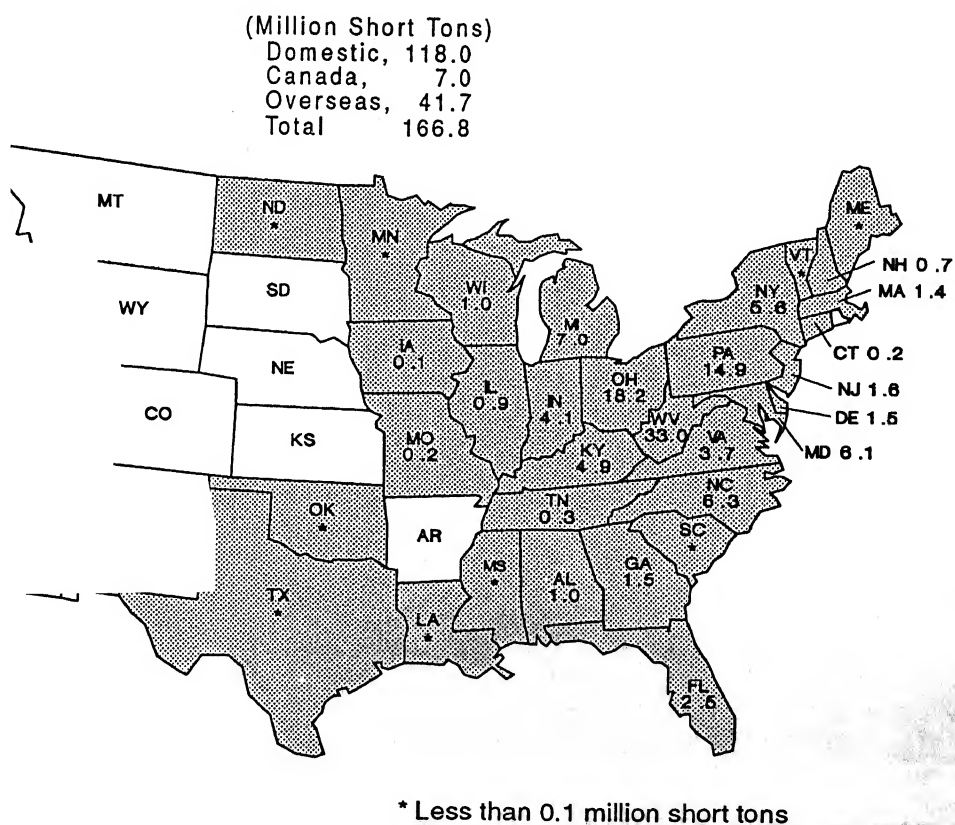 (Million Short Tons)
Domestic, 118.0
Canada, 7.0
Overseas, 41.7
Total 166.8
MT
ND
*
MN
*
ME
*
VT
*
NH 0.7
MA 1.4
WY
SD
WI
1.0
NY
5.6
MI
7.0
CT 0.2
IA
0.1
PA
14.9
NE
OH
18.2
NJ 1.6
IL
0.9
IN
4.1
DE 1.5
CO
WV
33.0
VA
3.7
KS
MO
0.2
KY
4.9
MD 6.1
NC
6.3
TN
0.3
OK
*
AR
SC
*
MS
*
GA
1.5
AL
1.0
TX
*
LA
*
FL
2.5
* Less than 0.1 million short tons